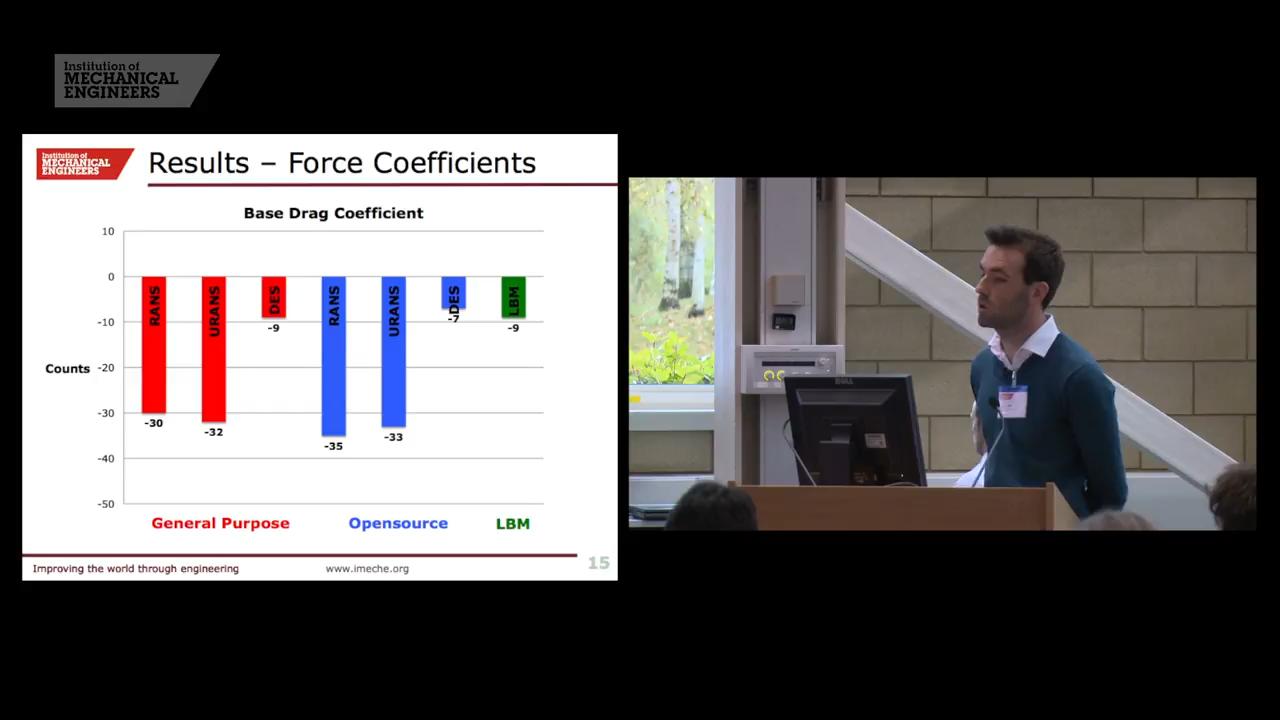 Institution of
MECHANICAL
ENGINEERS
Institution of
MECHANICAL
ENGINEERS
Results – Force Coefficients
Base Drag Coefficient
10
0
-10
-20
-30
-40
-50
Counts
RANS
-30
URANS
-32
DES
-9
RANS
-35
URANS
-33
DES
-7
LBM
-9
General Purpose
Opensource
LBM
Improving the world through engineering
www.imeche.org
15
DELL